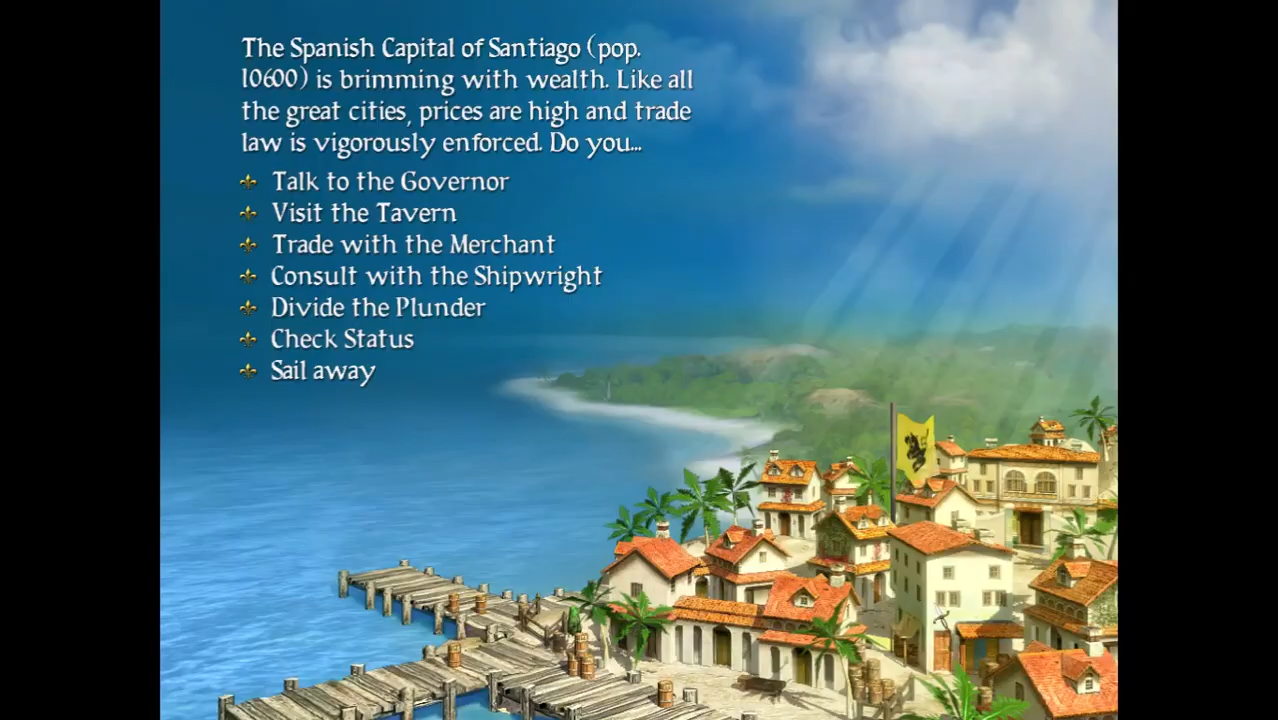 The Spanish Capital of Santiago (pop.
10600) is brimming with wealth. Like all
the great cities, prices are high and trade
law is vigorously enforced. Do you...
Talk to the Governor
Visit the Tavern
Trade with the Merchant
Consult with the Shipwright
Divide the Plunder
Check Status
Sail away